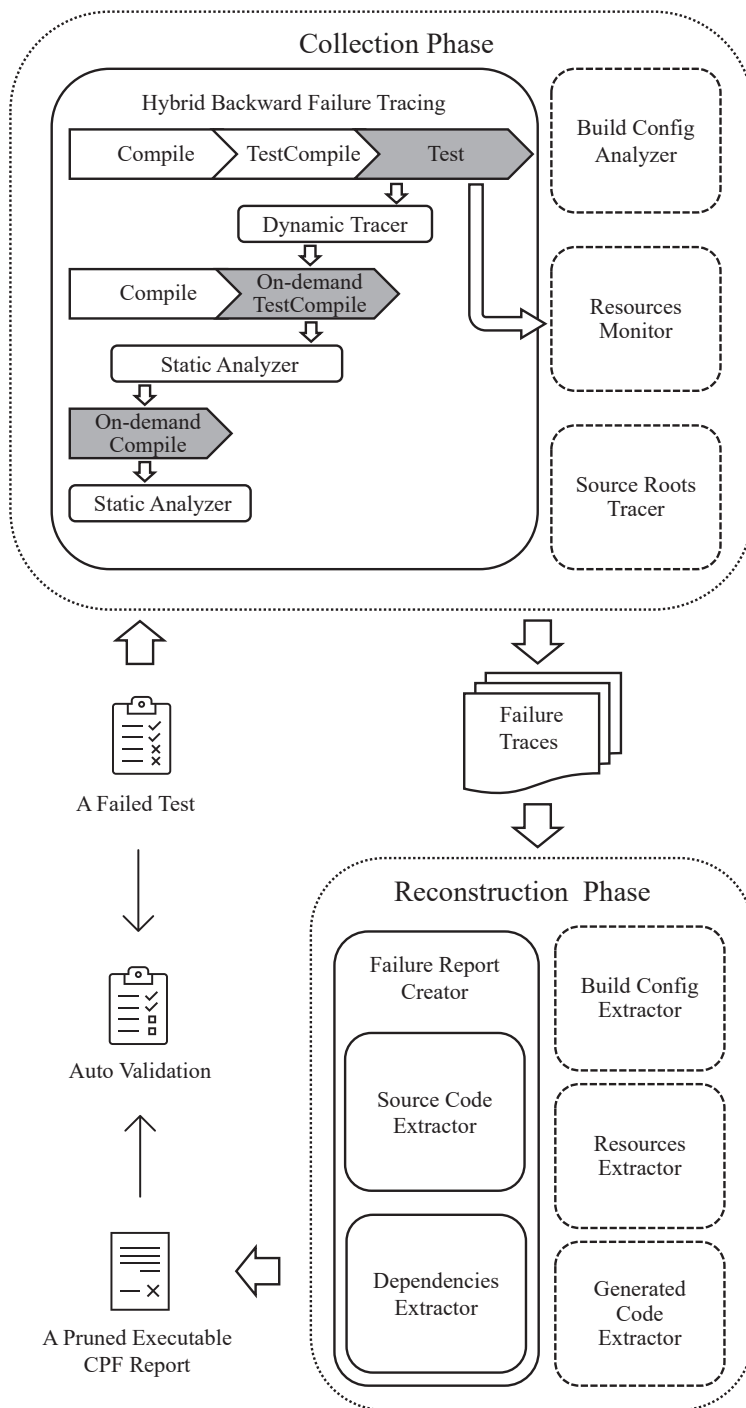 Collection Phase
Hybrid Backward Failure Tracing
Compile
TestCompile
Test
Dynamic Tracer
Compile
On-demand
TestCompile
Static Analyzer
On-demand
Compile
Static Analyzer
Build Config
Analyzer
Resources
Monitor
Source Roots
Tracer
A Failed Test
Failure
Traces
Auto Validation
Reconstruction Phase
Failure Report
Creator
Source Code
Extractor
Dependencies
Extractor
Build Config
Extractor
Resources
Extractor
Generated
Code
Extractor
A Pruned Executable
CPF Report